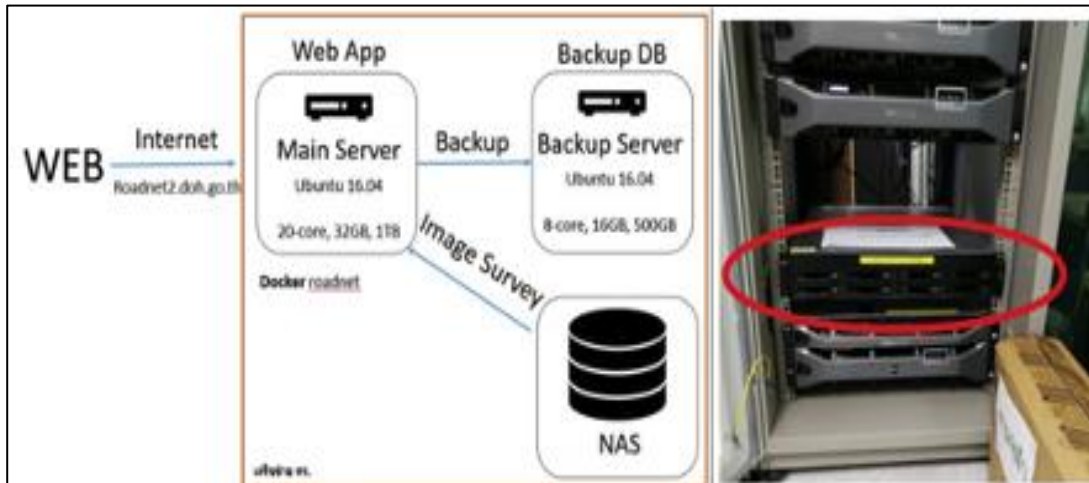 Web App
Backup DB
Internet
WEB
Roadnet2.doh.go.th
Main Server
Ubuntu 16.04
20-core, 32GB, 1TB
Backup
Backup Server
Ubuntu 16.04
8-core, 16GB, 500GB
Image Survey
Docker roadnet
NAS